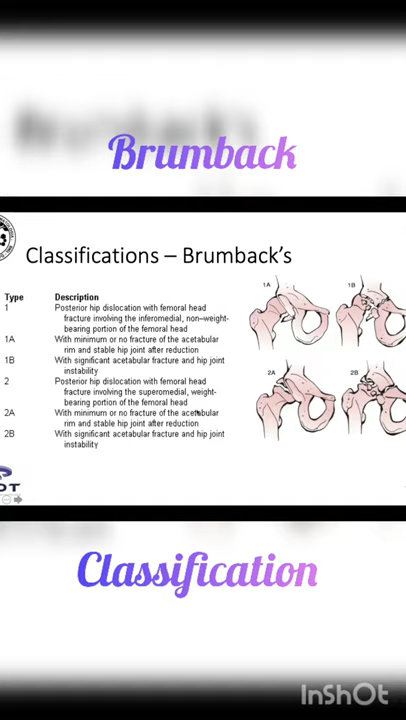 Brumback
Classifications – Brumback's
Type Description
1 Posterior hip dislocation with femoral head
fracture involving the inferomedial, non–weight-
bearing portion of the femoral head
1A With minimum or no fracture of the acetabular
rim and stable hip joint after reduction
1B With significant acetabular fracture and hip joint
instability
2 Posterior hip dislocation with femoral head
fracture involving the superomedial, weight-
bearing portion of the femoral head
2A With minimum or no fracture of the acetabular
rim and stable hip joint after reduction
2B With significant acetabular fracture and hip joint
instability
1A 1B
2A 2B
OT
Classification
InShOt